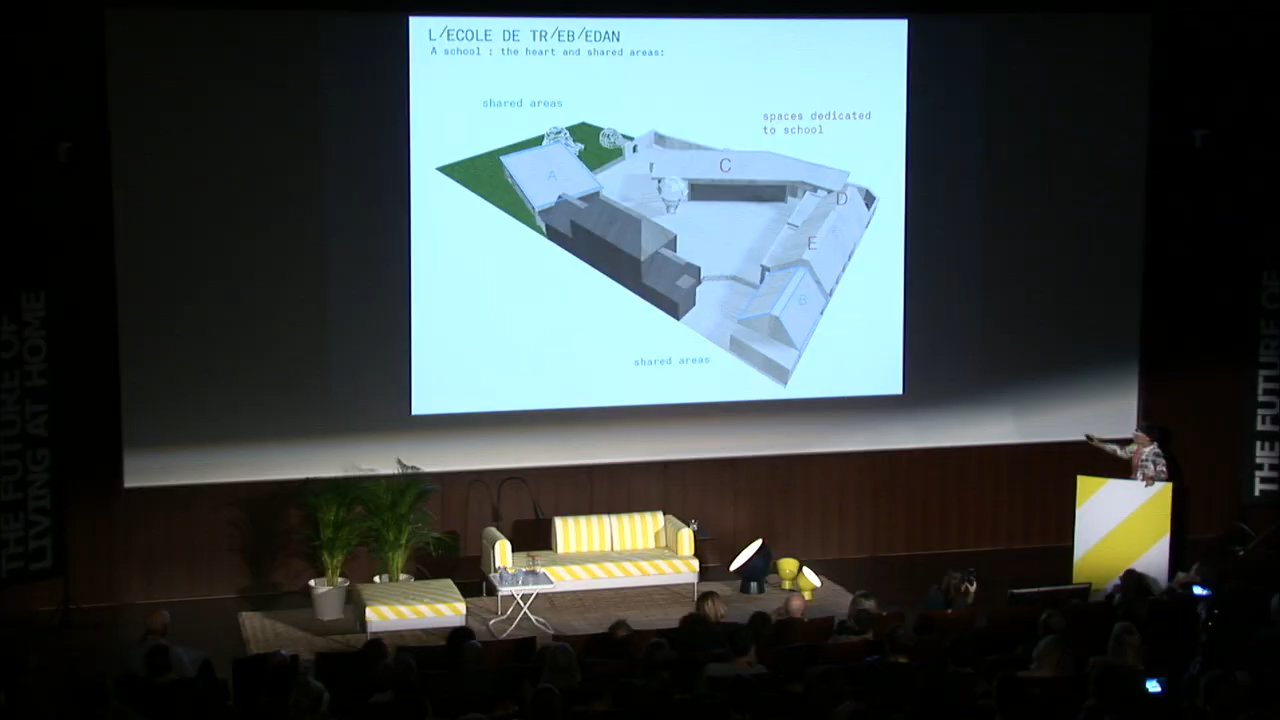 L/ECOLE DE TR/EB/EDAN
A school : the heart and shared areas:
shared areas
spaces dedicated
to school
A
C
D
E
B
shared areas
THE FUTURE OF
LIVING AT HOME
THE FUTURE OF